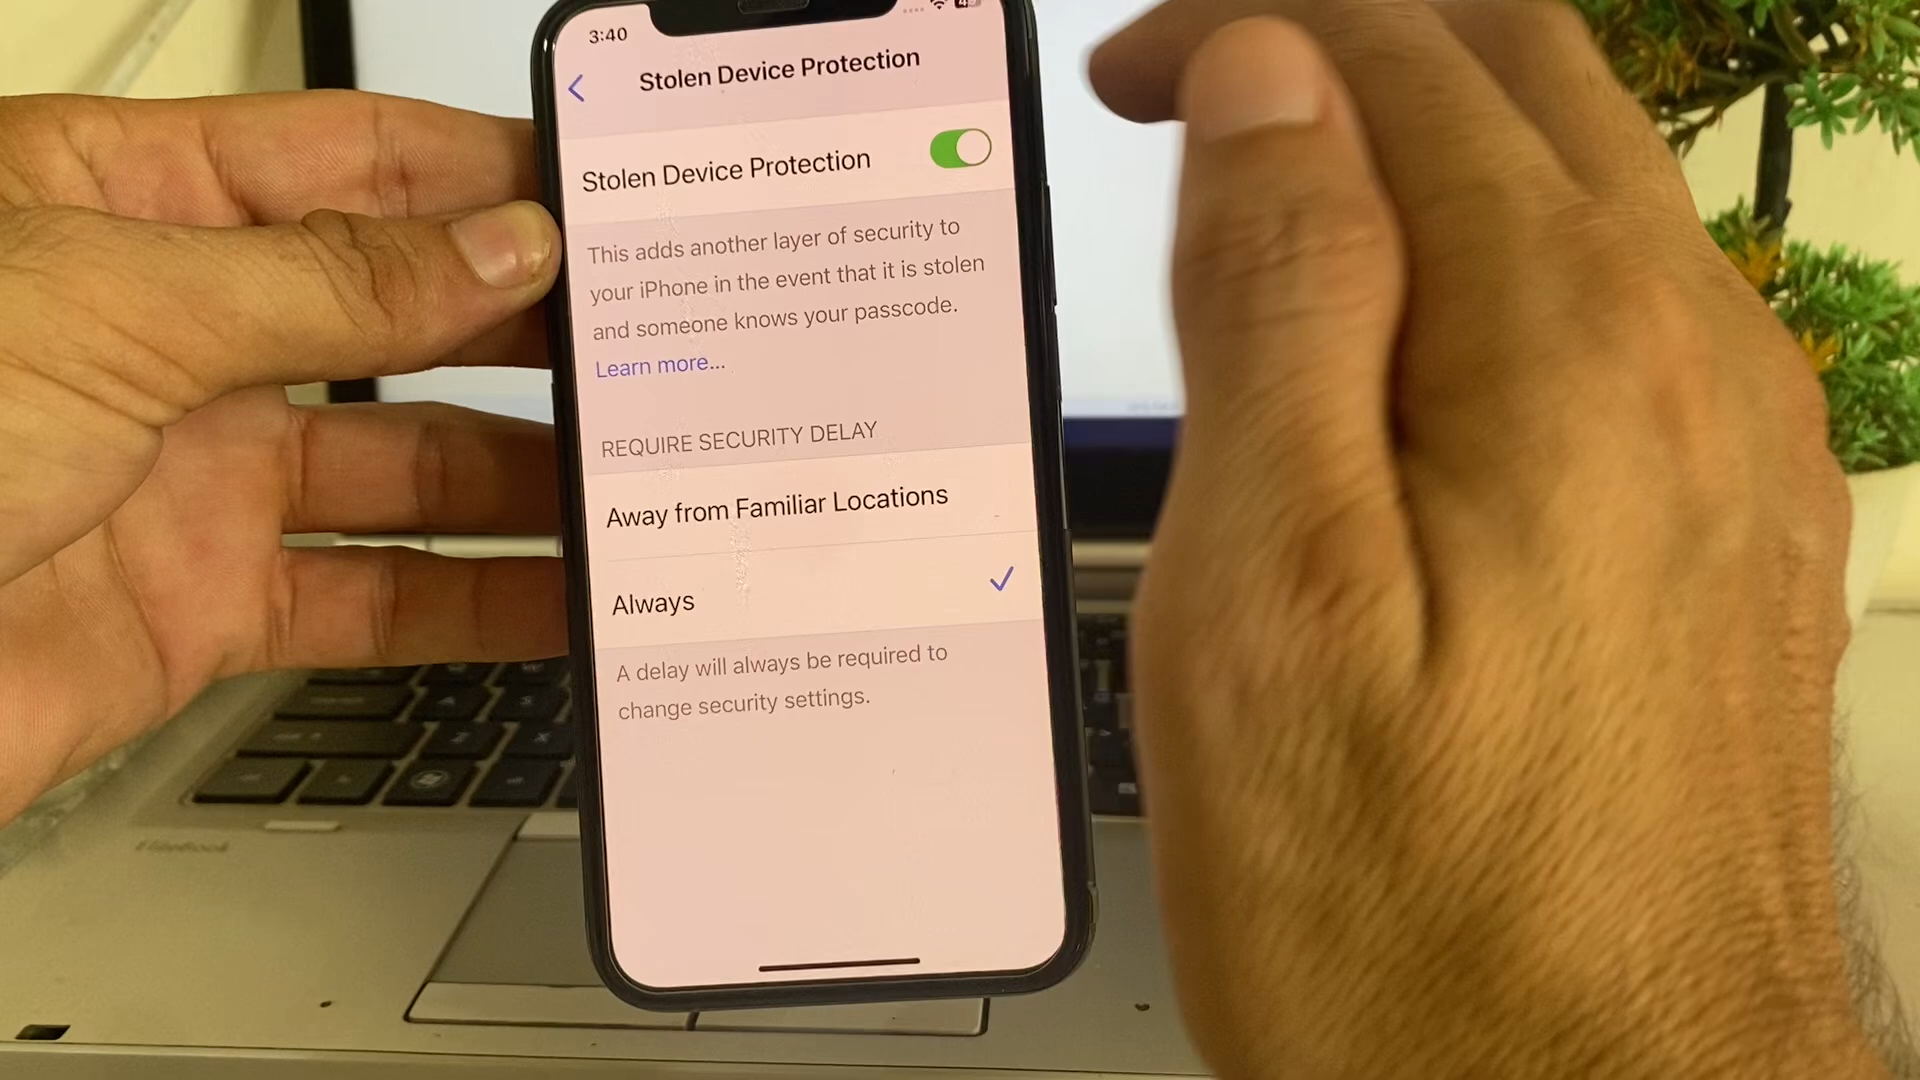 3:40
Stolen Device Protection
Stolen Device Protection
This adds another layer of security to
your iPhone in the event that it is stolen
and someone knows your passcode.
Learn more...
REQUIRE SECURITY DELAY
Away from Familiar Locations
Always
A delay will always be required to
change security settings.
EliteBook